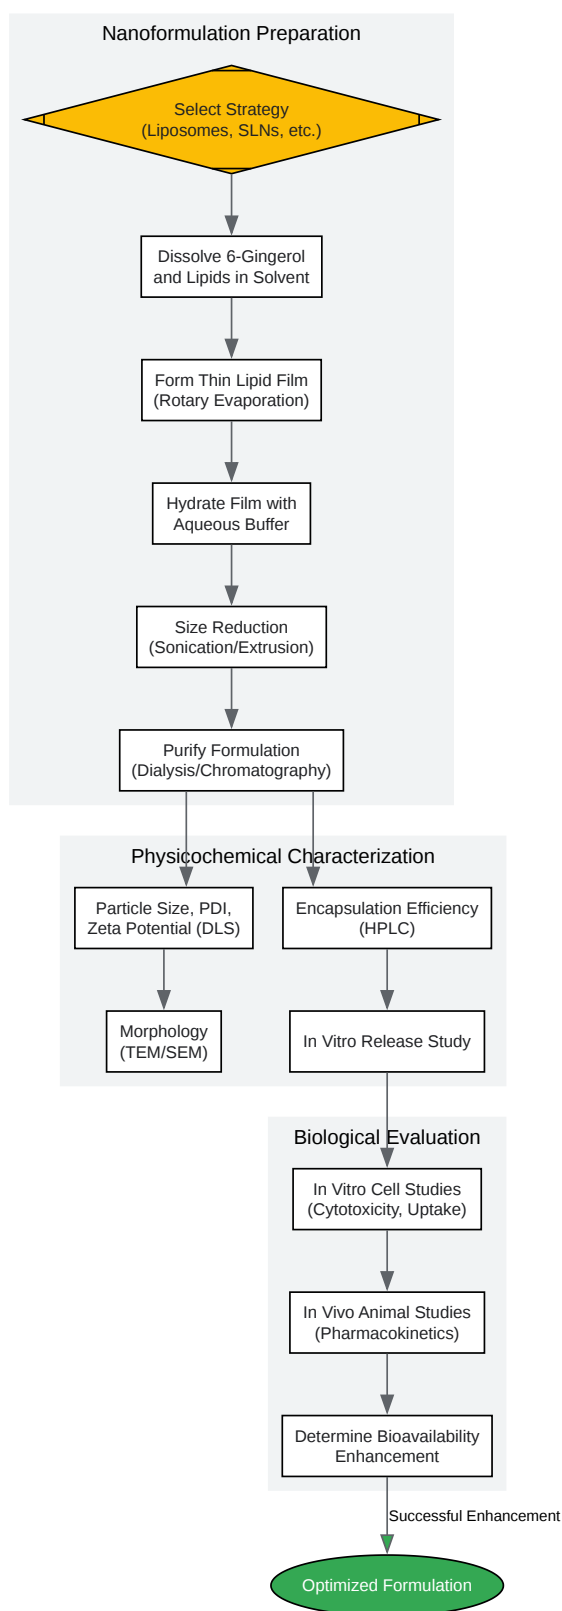 Nanoformulation Preparation
Select Strategy
(Liposomes, SLNs, etc.)
Dissolve 6-Gingerol
and Lipids in Solvent
Form Thin Lipid Film
(Rotary Evaporation)
Hydrate Film with
Aqueous Buffer
Size Reduction
(Sonication/Extrusion)
Purify Formulation
(Dialysis/Chromatography)
Physicochemical Characterization
Particle Size, PDI,
Zeta Potential (DLS)
Encapsulation Efficiency
(HPLC)
Morphology
(TEM/SEM)
In Vitro Release Study
Biological Evaluation
In Vitro Cell Studies
(Cytotoxicity, Uptake)
In Vivo Animal Studies
(Pharmacokinetics)
Determine Bioavailability
Enhancement
Successful Enhancement
Optimized Formulation